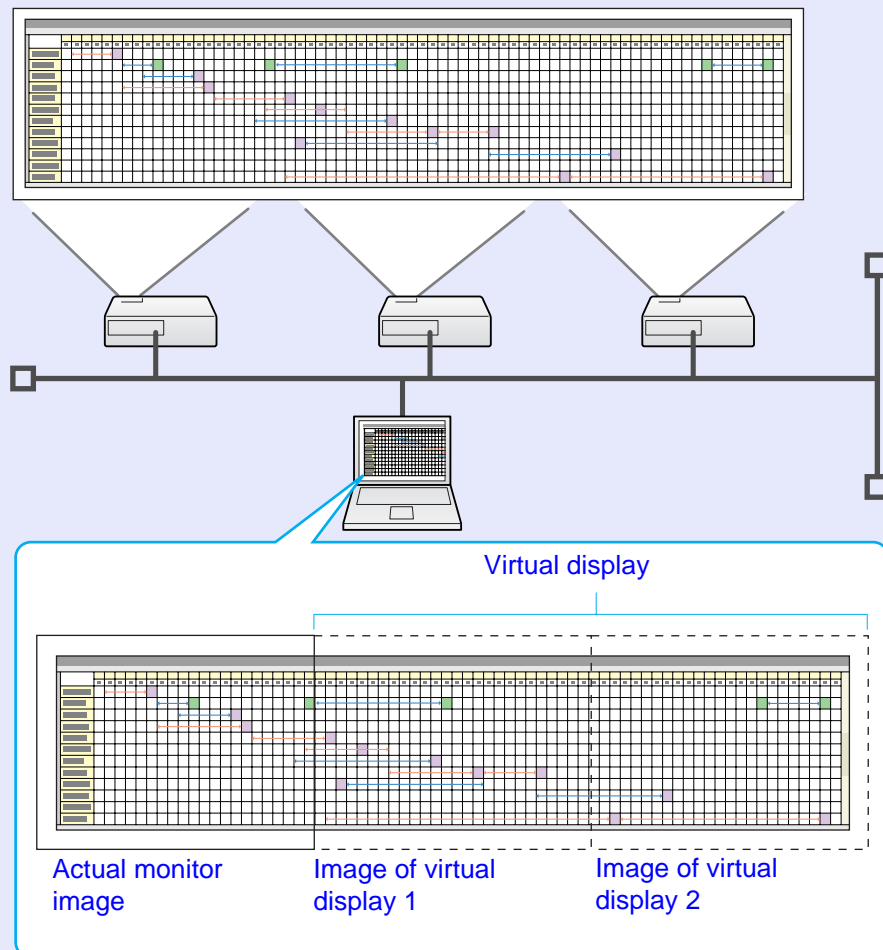 Virtual display
Actual monitor
image
Image of virtual
display 1
Image of virtual
display 2